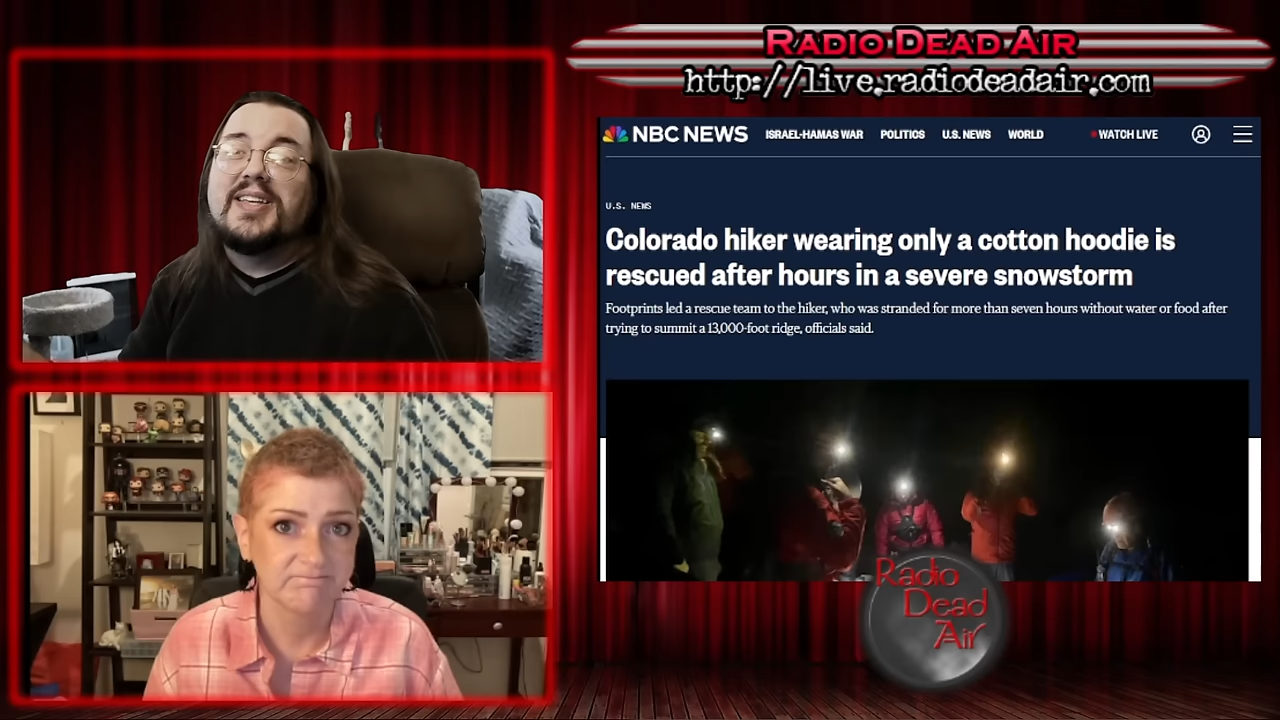 Radio Dead Air
http://live.radiodeadair.com
NBC NEWS ISRAEL-HAMAS WAR POLITICS U.S. NEWS WORLD WATCH LIVE
U.S. NEWS
Colorado hiker wearing only a cotton hoodie is
rescued after hours in a severe snowstorm
Footprints led a rescue team to the hiker, who was stranded for more than seven hours without water or food after
trying to summit a 13,000-foot ridge, officials said.
Radio
Dead
Air